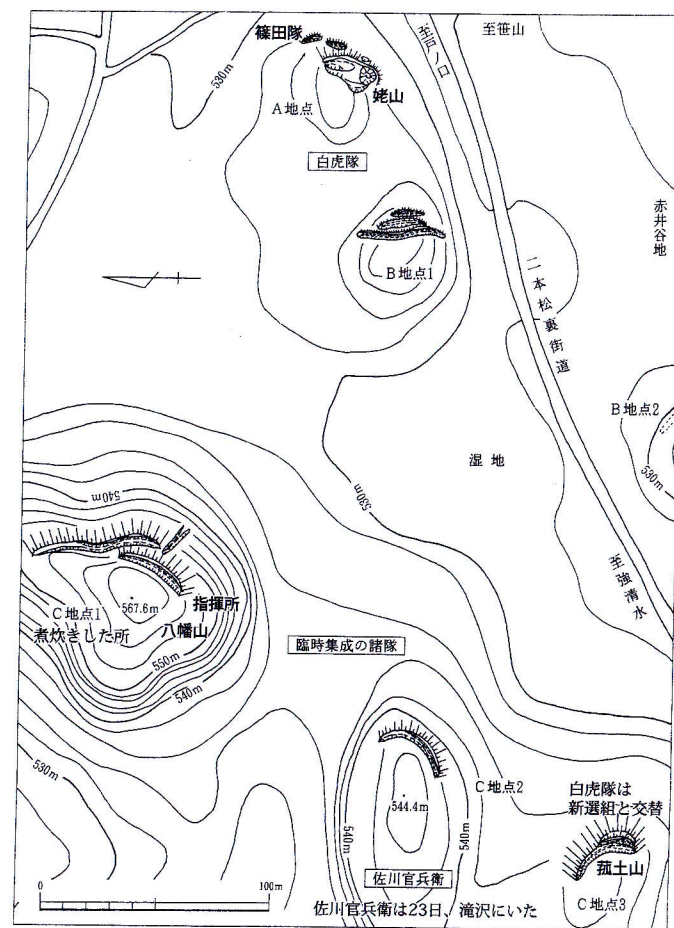 篠田隊
至戸ノ口
至笹山
530m
姥山
A地点
白虎隊
赤井谷地
B地点1
二本松裏街道
B地点2
湿地
530m
530m
540m
至強清水
C地点1
567.6m
指揮所
煮炊きした所
八幡山
臨時集成の諸隊
550m
540m
530m
C地点2
白虎隊は
新選組と交替
544.4m
540m
540m
菰土山
佐川官兵衛
C地点3
0
100m
佐川官兵衛は23日、滝沢にいた